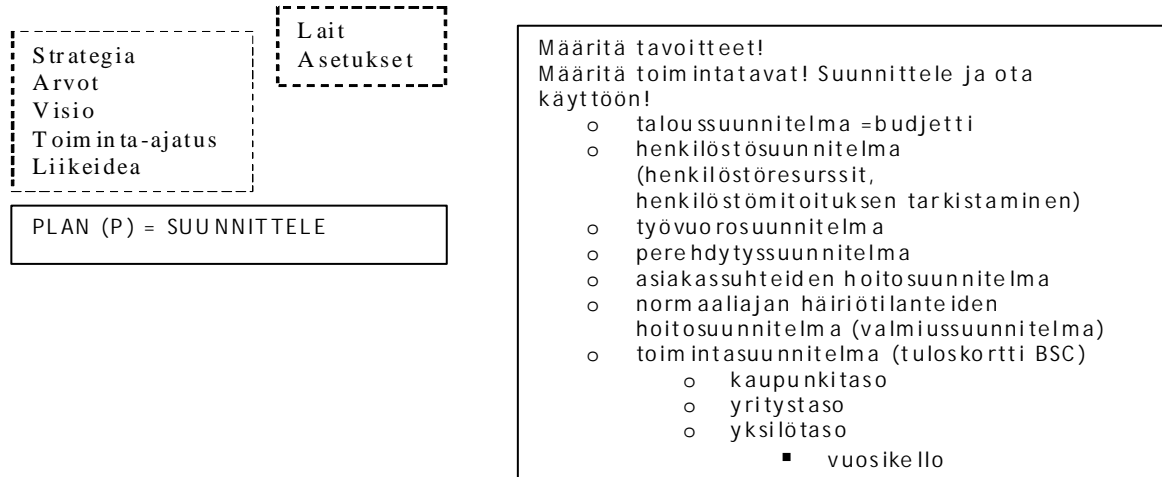 Strategia
Arvot
Visio
Toiminta-ajatus
Liikeidea
Lait
Asetukset
PLAN (P) = SUUNNITTELE
Määritä tavoitteet!
Määritä toimintatavat! Suunnittele ja ota
käyttöön!
o taloussuunnitelma =budjetti
o henkilöstösuunnitelma
(henkilöstöresurssit,
henkilöstömitoituksen tarkistaminen)
o työvuorosuunnitelma
o perehdytyssuunnitelma
o asiakassuhteiden hoitosuunnitelma
o normaaliajan häiriötilanteiden
hoitosuunnitelma (valmiussuunnitelma)
o toimintasuunnitelma (tuloskortti BSC)
o kaupunkitaso
o yritystaso
o yksilötaso
▪ vuosikello